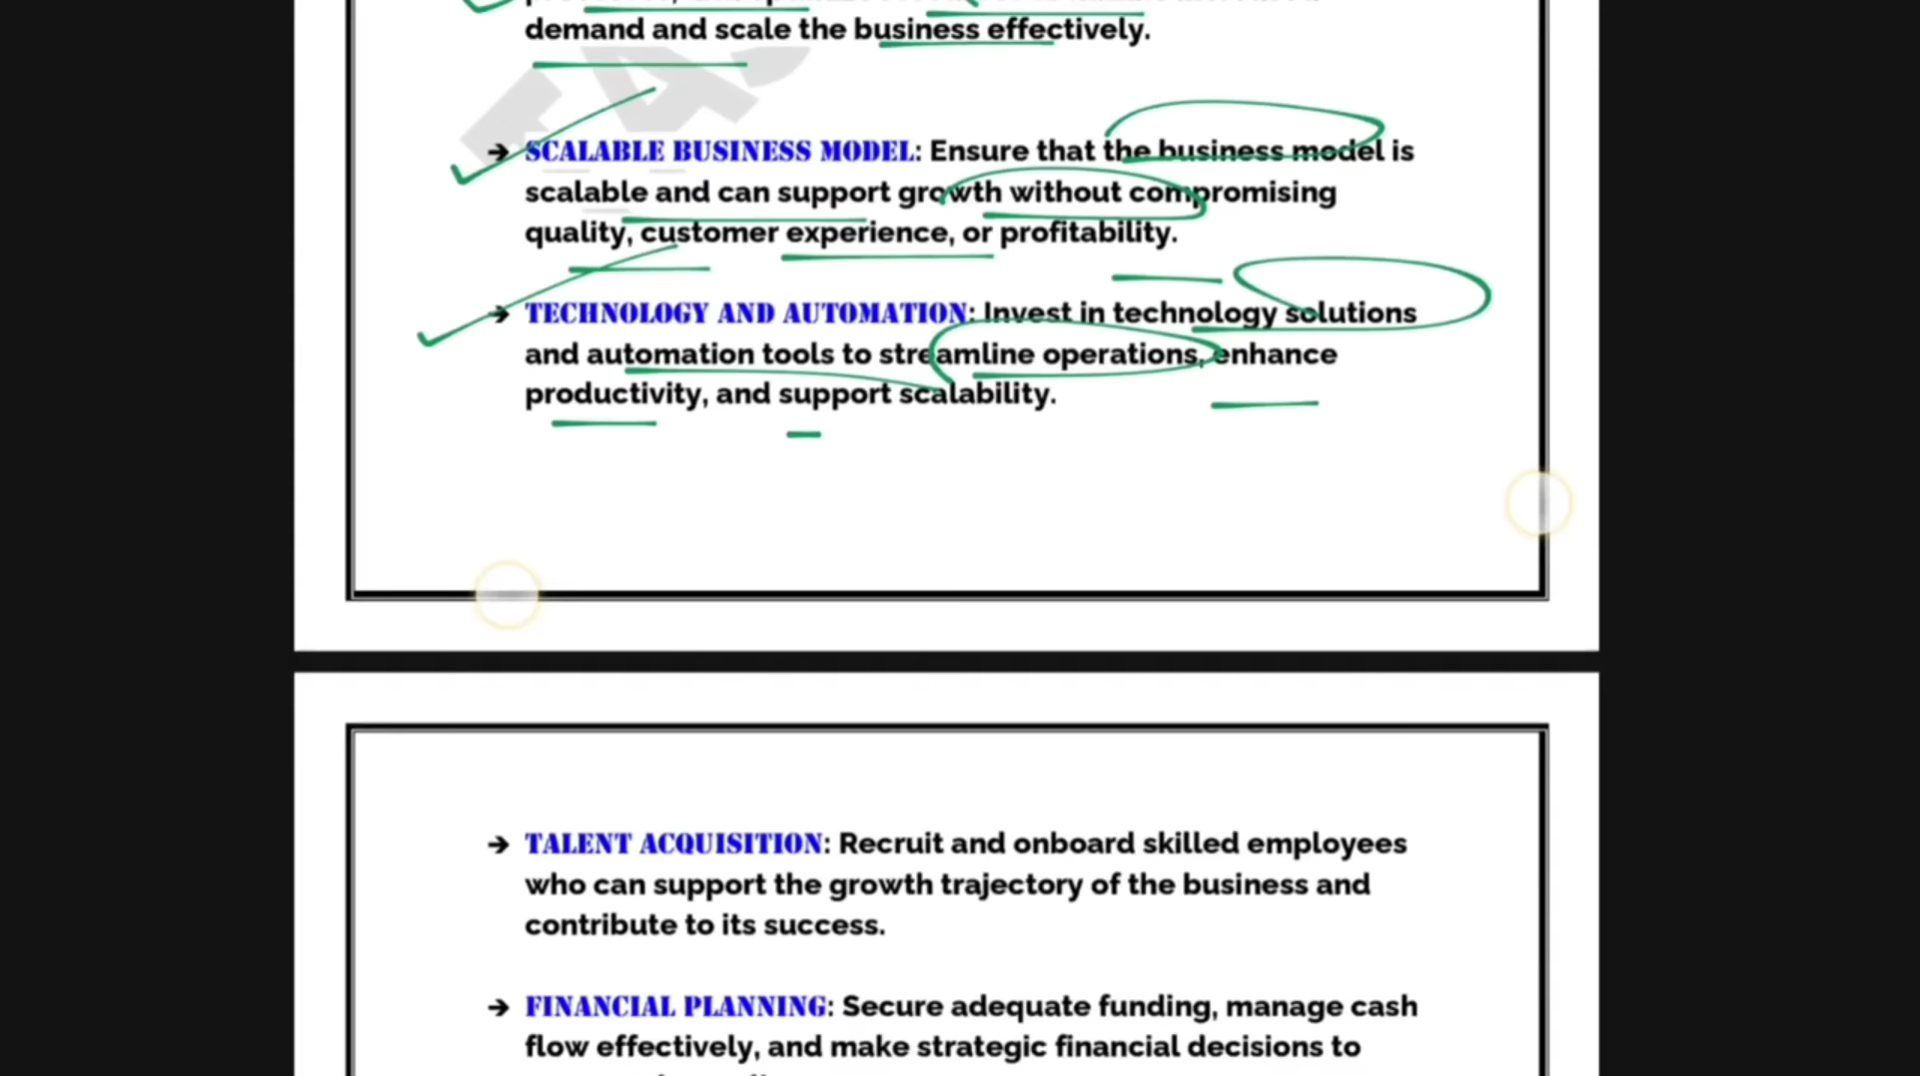 demand and scale the business effectively.
➔ SCALABLE BUSINESS MODEL: Ensure that the business model is
scalable and can support growth without compromising
quality, customer experience, or profitability.
➔ TECHNOLOGY AND AUTOMATION: Invest in technology solutions
and automation tools to streamline operations, enhance
productivity, and support scalability.
➔ TALENT ACQUISITION: Recruit and onboard skilled employees
who can support the growth trajectory of the business and
contribute to its success.
➔ FINANCIAL PLANNING: Secure adequate funding, manage cash
flow effectively, and make strategic financial decisions to